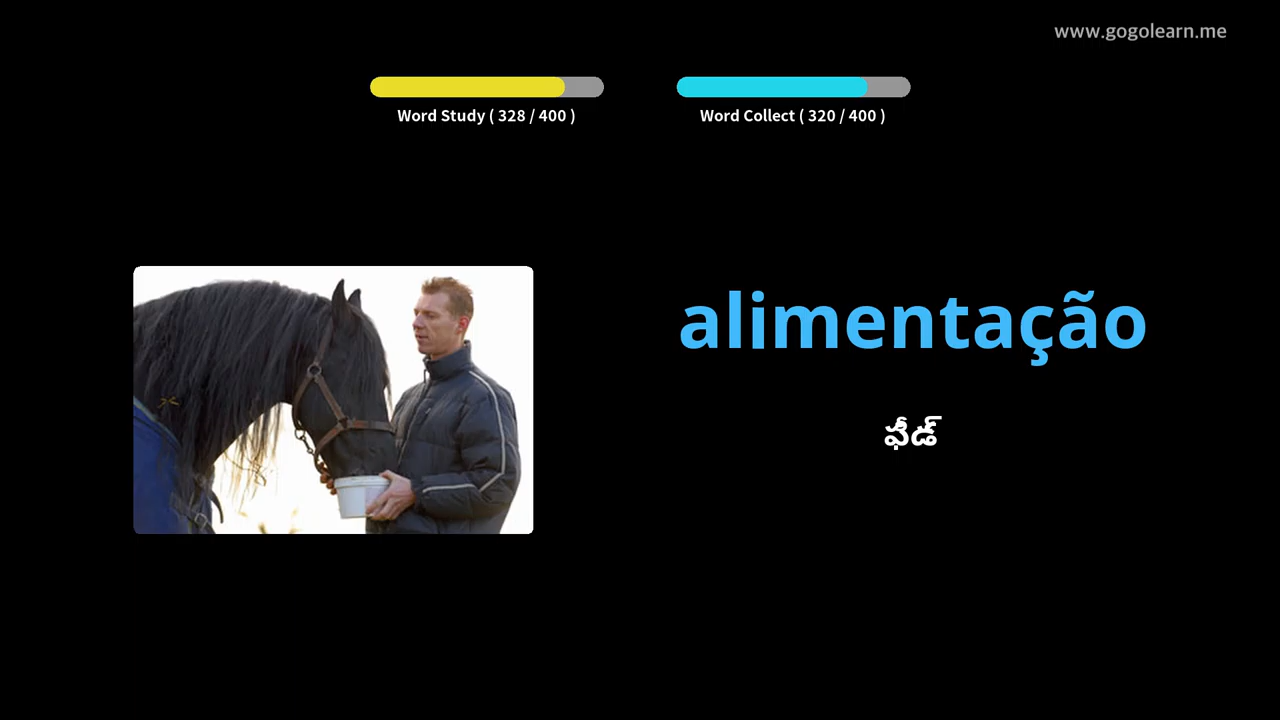 www.gogolearn.me
Word Study ( 328 / 400 )
Word Collect ( 320 / 400 )
alimentação
ఫీడ్